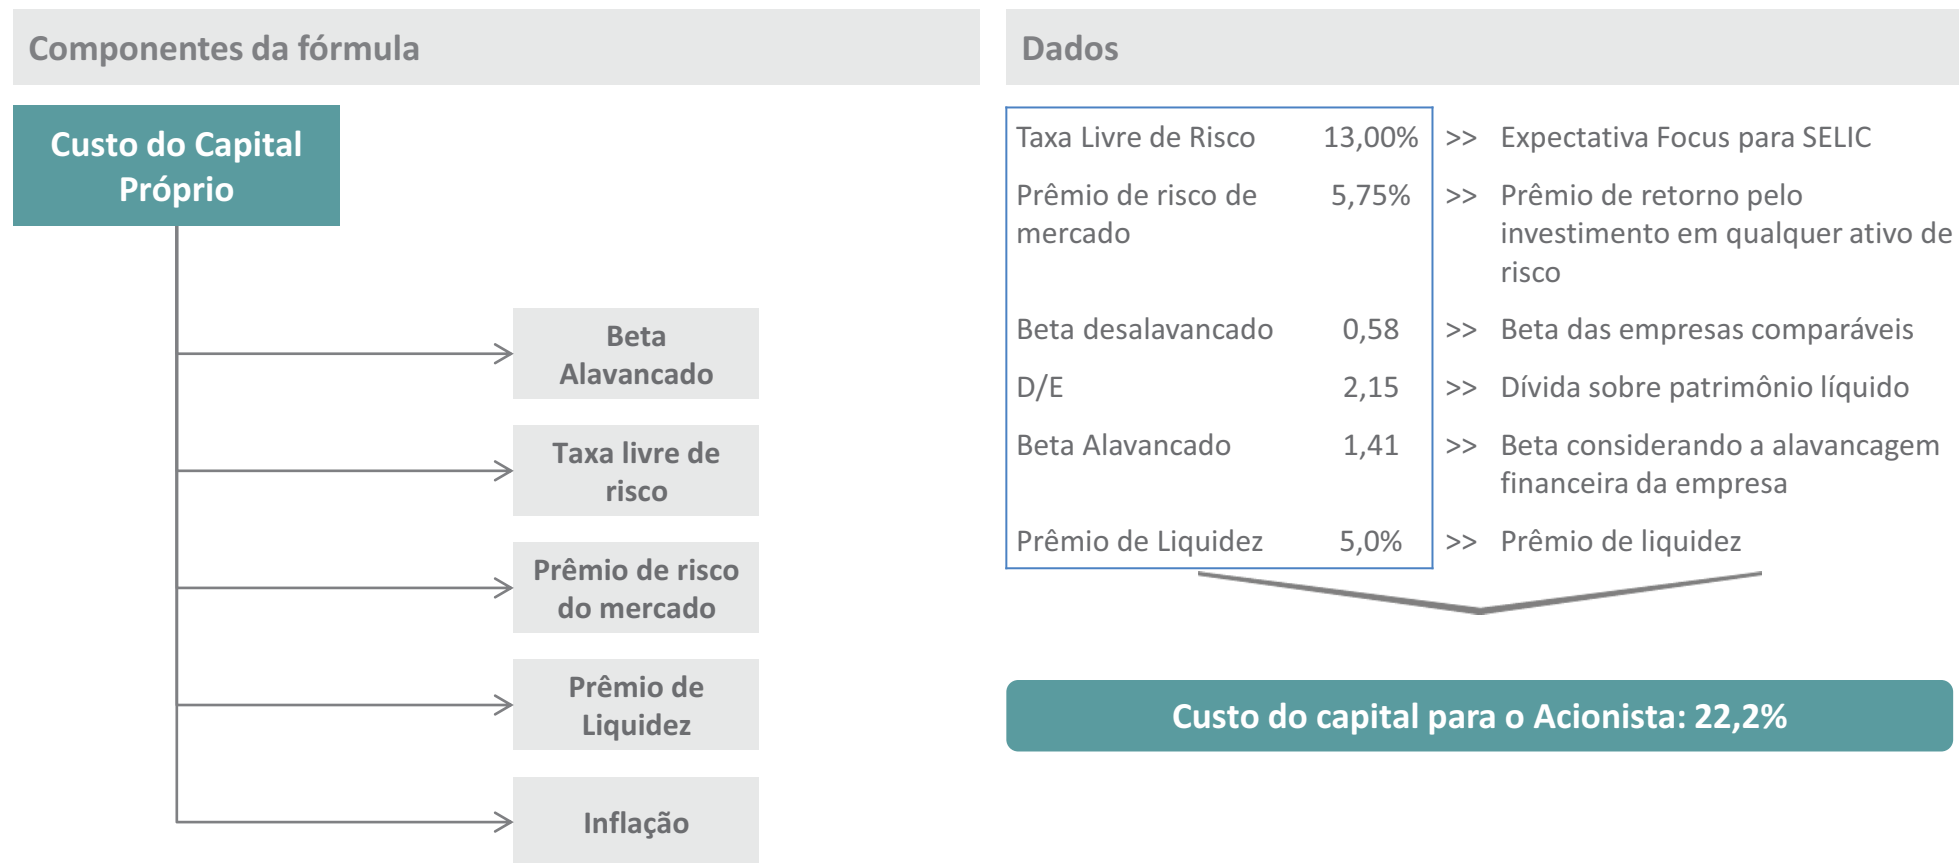 Componentes da fórmula
Custo do Capital
Próprio
Beta
Alavancado
Taxa livre de
risco
Prêmio de risco
do mercado
Prêmio de
Liquidez
Inflação
Dados
Taxa Livre de Risco 13,00% >> Expectativa Focus para SELIC
Prêmio de risco de 5,75% >> Prêmio de retorno pelo
mercado investimento em qualquer ativo de
risco
Beta desalavancado 0,58 >> Beta das empresas comparáveis
D/E 2,15 >> Dívida sobre patrimônio líquido
Beta Alavancado 1,41 >> Beta considerando a alavancagem
financeira da empresa
Prêmio de Liquidez 5,0% >> Prêmio de liquidez
Custo do capital para o Acionista: 22,2%